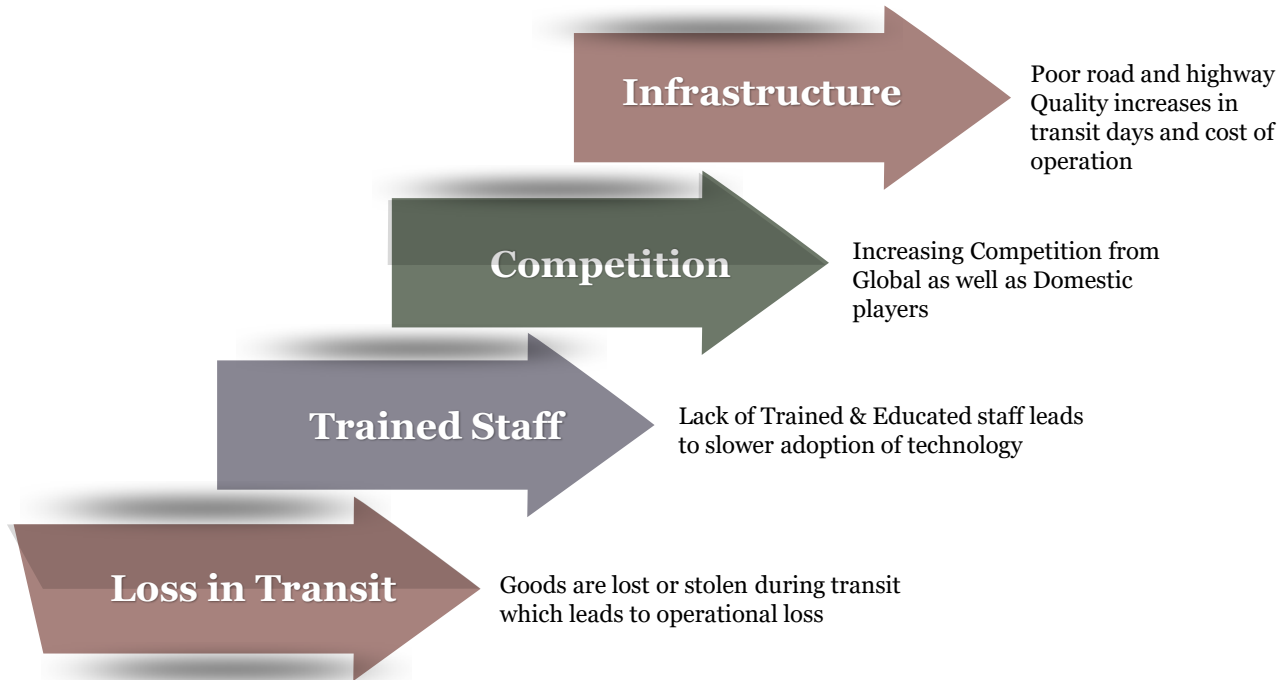 Infrastructure
Poor road and highway
Quality increases in
transit days and cost of
operation
Competition
Increasing Competition from
Global as well as Domestic
players
Trained Staff
Lack of Trained & Educated staff leads
to slower adoption of technology
Loss in Transit
Goods are lost or stolen during transit
which leads to operational loss